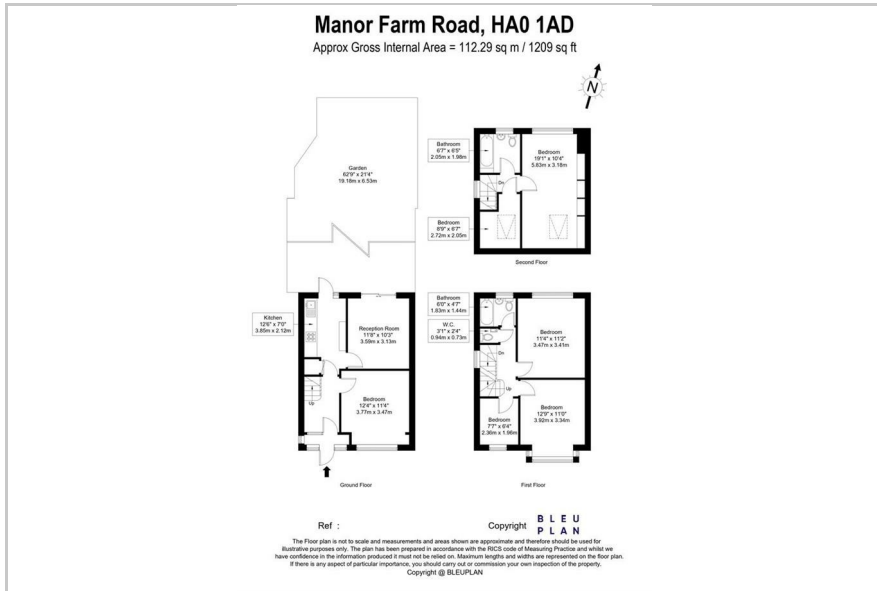 Manor Farm Road, HA0 1AD
Approx Gross Internal Area = 112.29 sq m / 1209 sq ft
N
Garden
62'9" x 21'4"
19.18m x 6.53m
Bathroom
6'7" x 6'5"
2.05m x 1.98m
Bedroom
19'1" x 10'4"
5.83m x 3.18m
Dn
Bedroom
8'9" x 6'7"
2.72m x 2.05m
Second Floor
Kitchen
12'6" x 7'0"
3.85m x 2.12m
Reception Room
11'8" x 10'3"
3.59m x 3.13m
Bedroom
12'4" x 11'4"
3.77m x 3.47m
Up
Ground Floor
Bathroom
6'0" x 4'7"
1.83m x 1.44m
W.C.
3'1" x 2'4"
0.94m x 0.73m
Bedroom
11'4" x 11'2"
3.47m x 3.41m
Dn
Up
Bedroom
7'7" x 6'4"
2.36m x 1.96m
Bedroom
12'9" x 11'0"
3.92m x 3.34m
First Floor
Ref :
Copyright
BLEU
PLAN
The Floor plan is not to scale and measurements and areas shown are approximate and therefore should be used for
illustrative purposes only. The plan has been prepared in accordance with the RICS code of Measuring Practice and whilst we
have confidence in the information produced it must not be relied on. Maximum lengths and widths are represented on the floor plan.
If there is any aspect of particular importance, you should carry out or commission your own inspection of the property.
Copyright @ BLEUPLAN